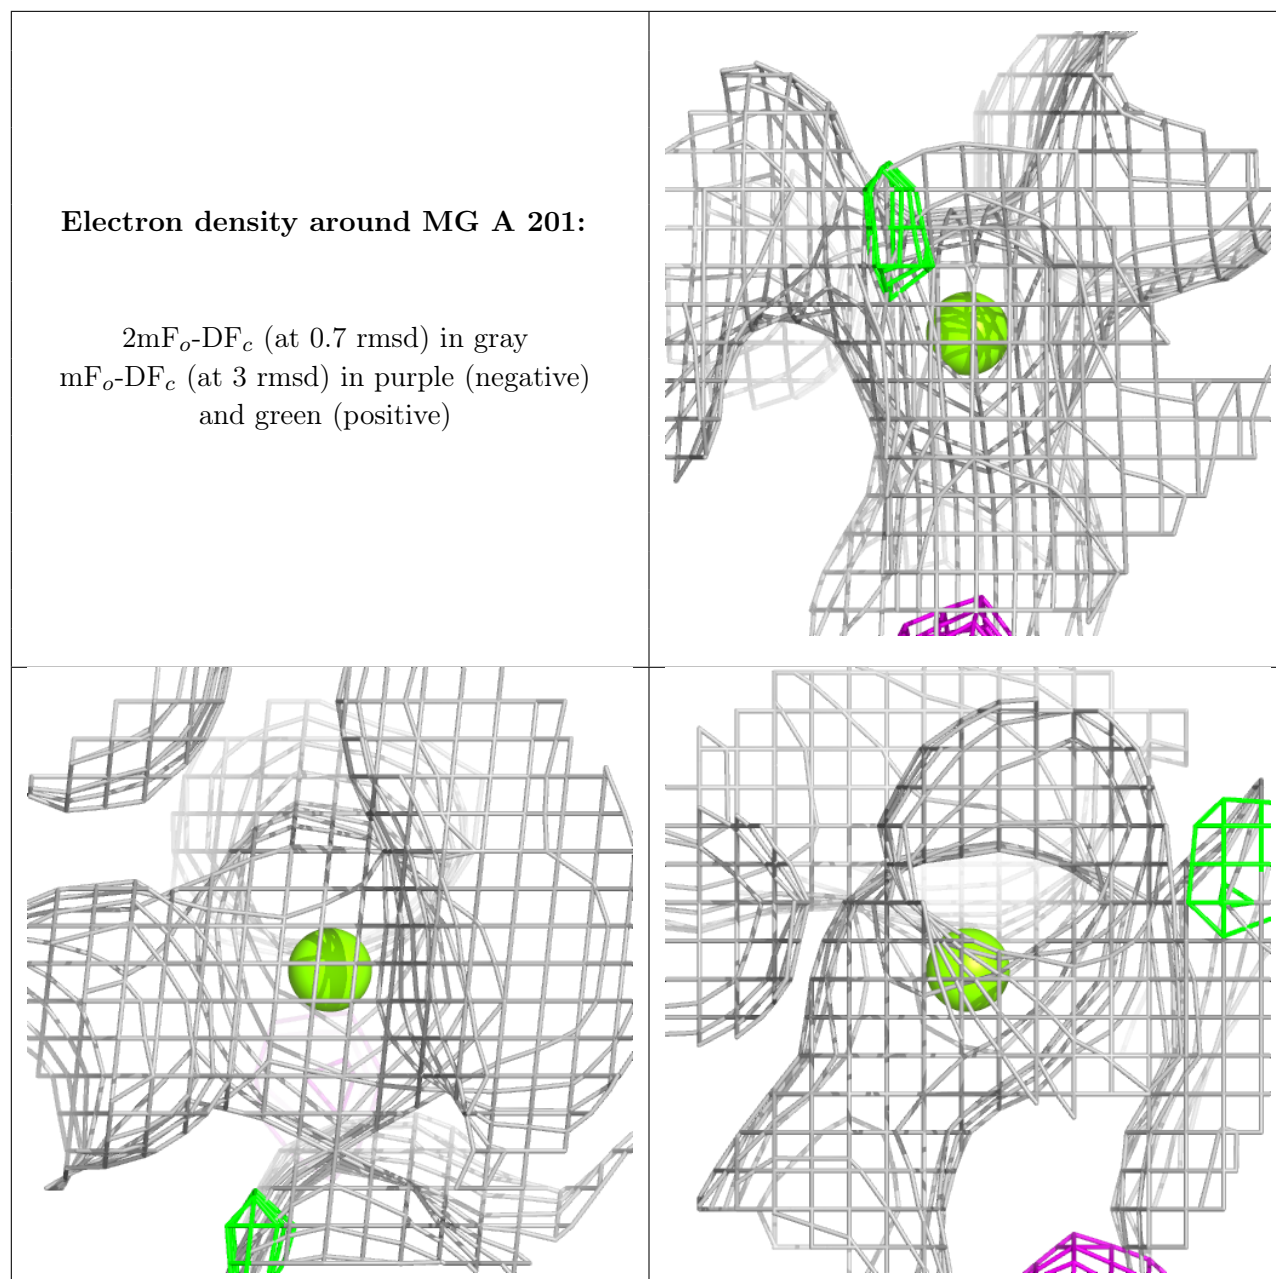 Electron density around MG A 201:
2mFo-DFc (at 0.7 rmsd) in gray
mFo-DFc (at 3 rmsd) in purple (negative)
and green (positive)